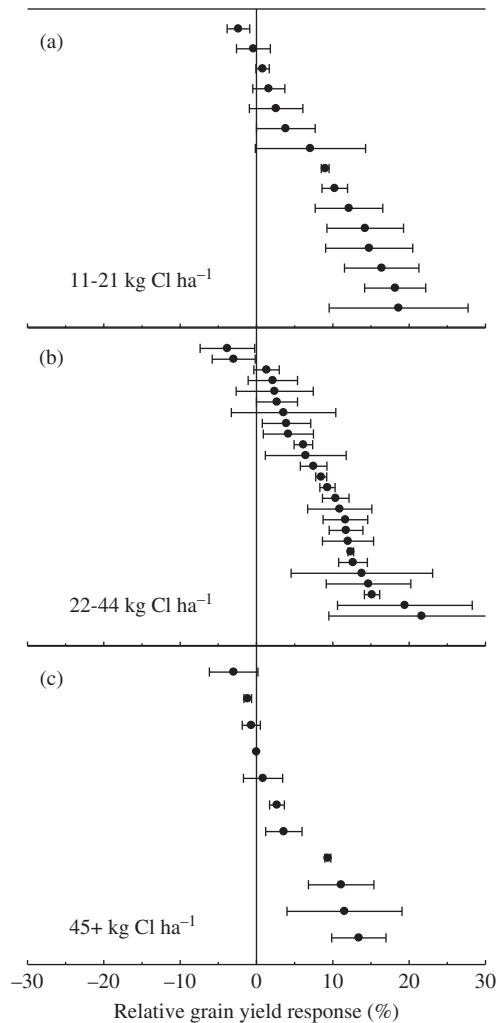 (a)
11-21 kg Cl ha⁻¹
(b)
22-44 kg Cl ha⁻¹
(c)
45+ kg Cl ha⁻¹
−30 −20 −10 0 10 20 30
Relative grain yield response (%)